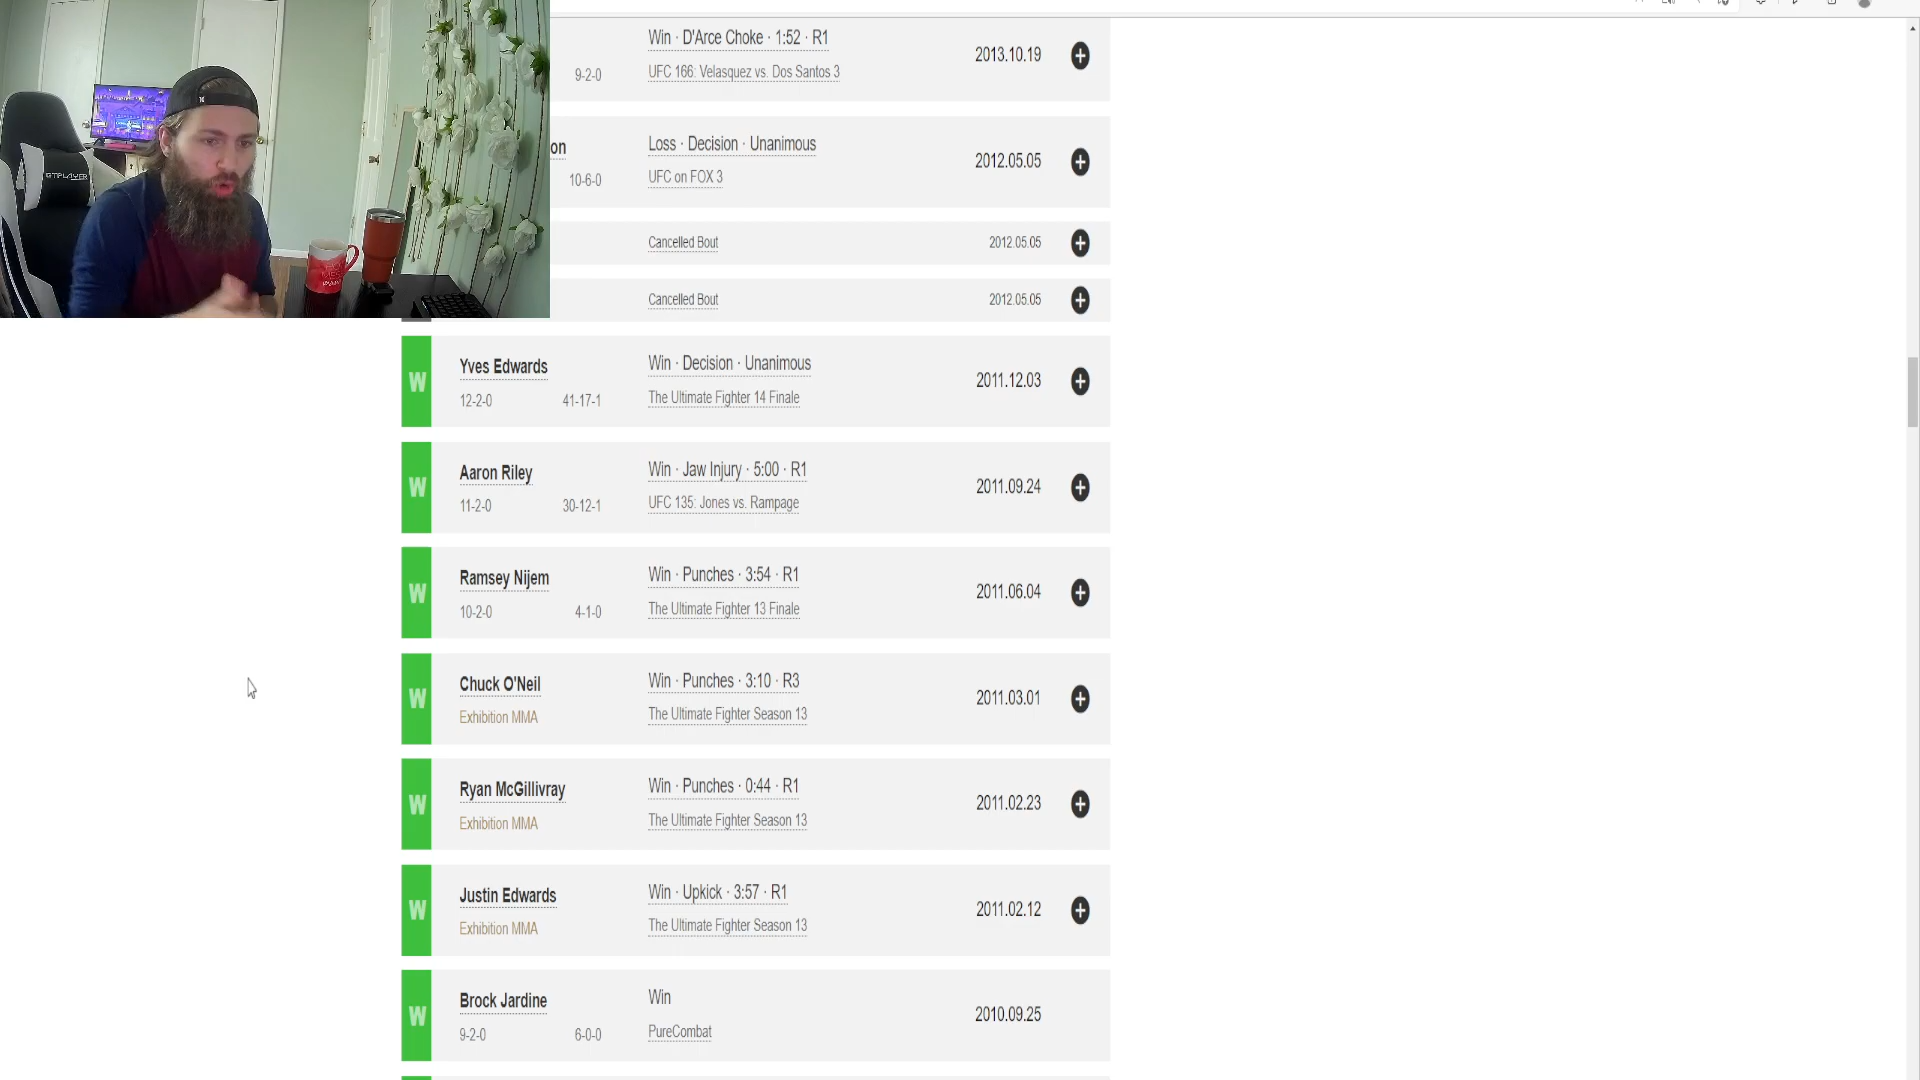 Win · D'Arce Choke · 1:52 · R1
2013.10.19
9-2-0
UFC 166: Velasquez vs. Dos Santos 3
on
Loss · Decision · Unanimous
2012.05.05
10-6-0
UFC on FOX 3
Cancelled Bout
2012.05.05
Cancelled Bout
2012.05.05
W
Yves Edwards
Win · Decision · Unanimous
2011.12.03
12-2-0
41-17-1
The Ultimate Fighter 14 Finale
W
Aaron Riley
Win · Jaw Injury · 5:00 · R1
2011.09.24
11-2-0
30-12-1
UFC 135: Jones vs. Rampage
W
Ramsey Nijem
Win · Punches · 3:54 · R1
2011.06.04
10-2-0
4-1-0
The Ultimate Fighter 13 Finale
W
Chuck O'Neil
Win · Punches · 3:10 · R3
2011.03.01
Exhibition MMA
The Ultimate Fighter Season 13
W
Ryan McGillivray
Win · Punches · 0:44 · R1
2011.02.23
Exhibition MMA
The Ultimate Fighter Season 13
W
Justin Edwards
Win · Upkick · 3:57 · R1
2011.02.12
Exhibition MMA
The Ultimate Fighter Season 13
W
Brock Jardine
Win
2010.09.25
9-2-0
6-0-0
PureCombat
GTPLAYER